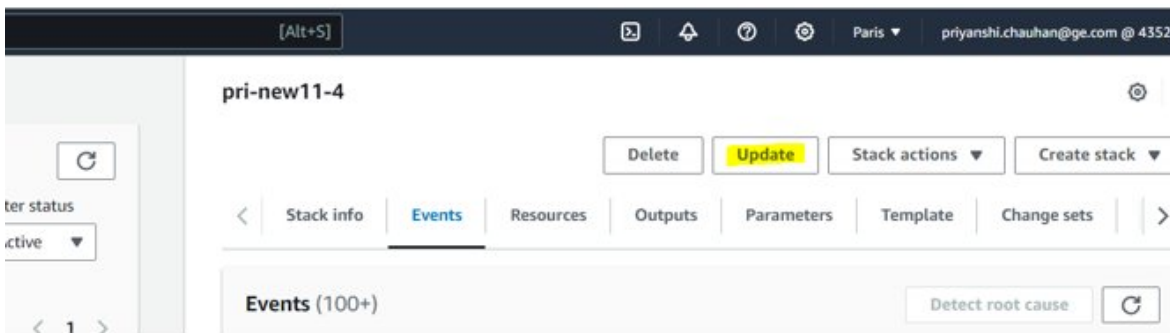 [Alt+S] Paris ▼ priyanshi.chauhan@ge.com @ 4352
pri-new11-4
Delete Update Stack actions ▼ Create stack ▼
ter status
ctive ▼
Stack info Events Resources Outputs Parameters Template Change sets
Events (100+) Detect root cause
< 1 >